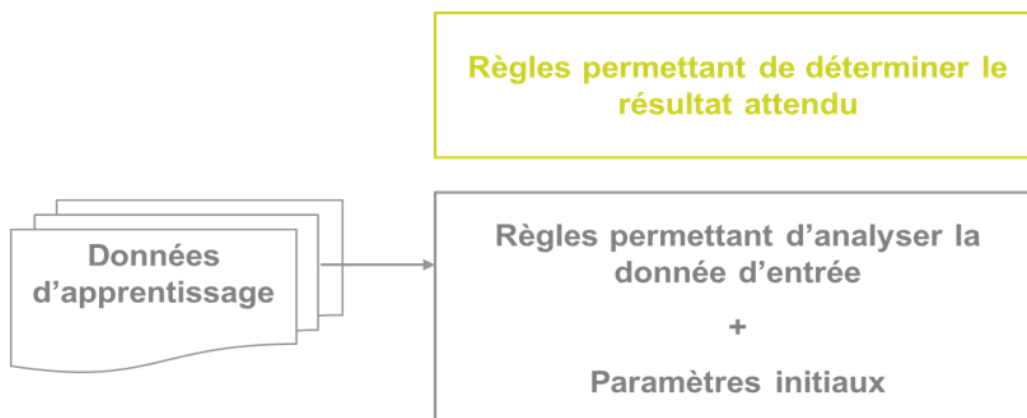 Règles permettant de déterminer le
résultat attendu
Données
d'apprentissage
Règles permettant d'analyser la
donnée d'entrée
+
Paramètres initiaux